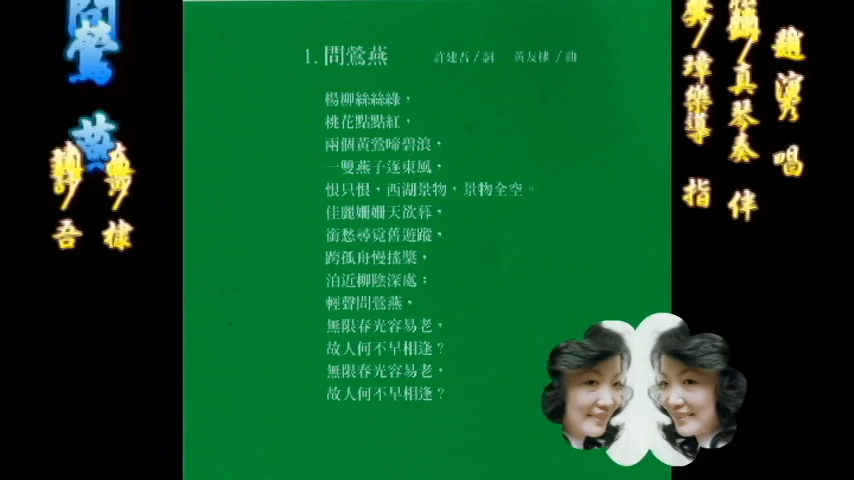 問鶯燕
1. 問鶯燕 許建吾/詞 黃友棣/曲
楊柳絲絲綠，
桃花點點紅，
兩個黃鶯啼碧浪，
一雙燕子逐東風，
恨只恨，西湖景物，景物全空。
佳麗姍姍天欲暮，
銜愁尋覓舊遊蹤，
跨孤舟慢搖槳，
泊近柳陰深處：
輕聲問鶯燕，
無限春光容易老，
故人何不早相逢？
無限春光容易老，
故人何不早相逢？
演唱
真琴奏 伴
瑋樂導 指
吾
棣